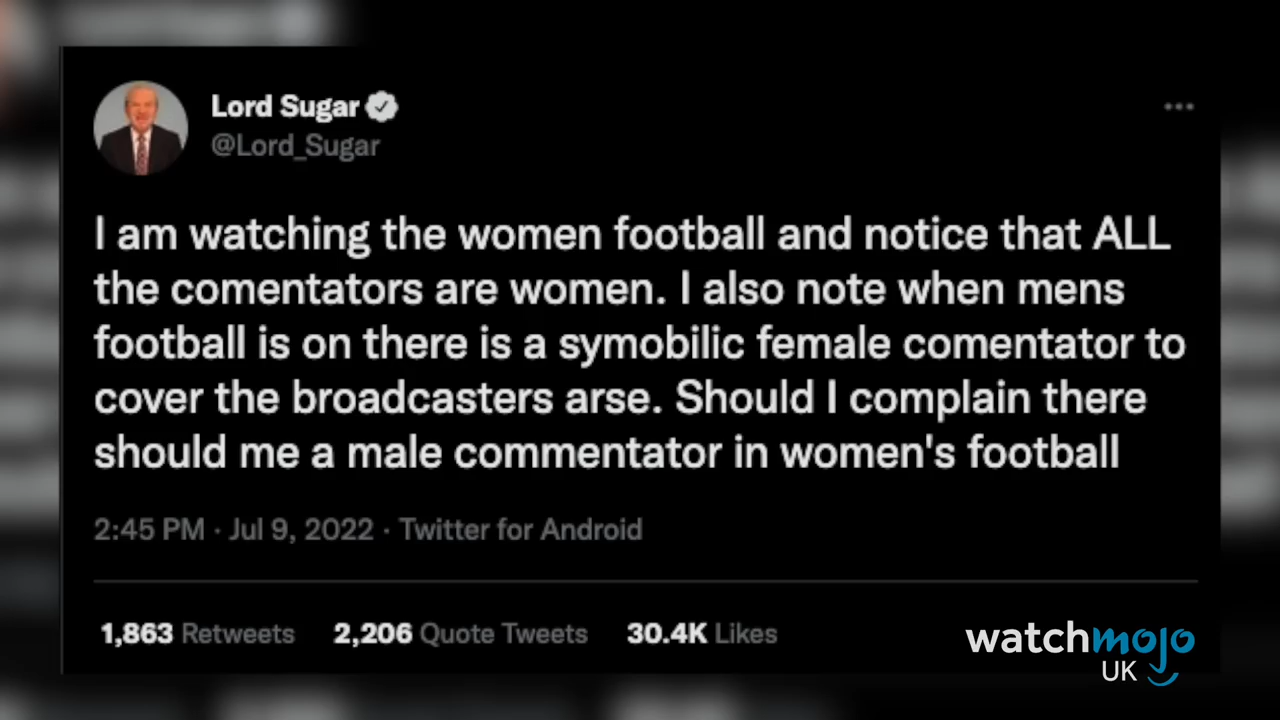 Lord Sugar
@Lord_Sugar
I am watching the women football and notice that ALL
the comentators are women. I also note when mens
football is on there is a symobilic female comentator to
cover the broadcasters arse. Should I complain there
should me a male commentator in women's football
2:45 PM · Jul 9, 2022 · Twitter for Android
1,863 Retweets 2,206 Quote Tweets 30.4K Likes
watchmojo
UK